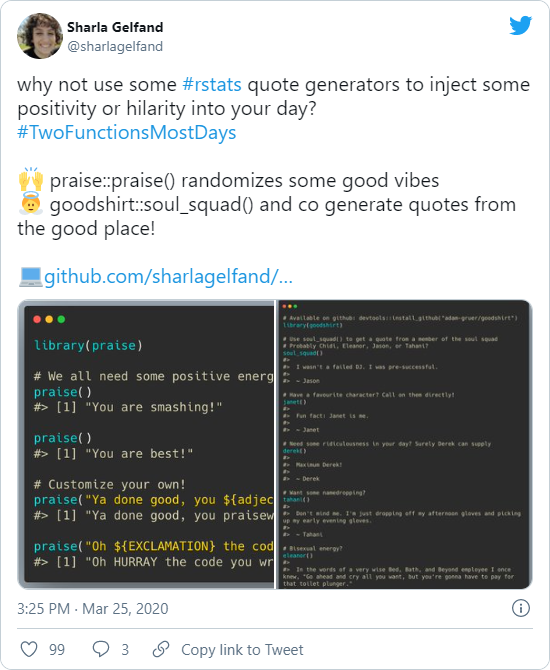 Sharla Gelfand
@sharlagelfand
why not use some #rstats quote generators to inject some
positivity or hilarity into your day?
#TwoFunctionsMostDays
🙌 praise::praise() randomizes some good vibes
😇 goodshirt::soul_squad() and co generate quotes from
the good place!
💻github.com/sharlagelfand/…
library(praise)
# We all need some positive energ
praise()
#> [1] "You are smashing!"
praise()
#> [1] "You are best!"
# Customize your own!
praise("Ya done good, you ${adjec
#> [1] "Ya done good, you praisew
praise("Oh ${EXCLAMATION} the cod
#> [1] "Oh HURRAY the code you wr
# Available on github: devtools::install_github("adam-gruer/goodshirt")
library(goodshirt)
# Use soul_squad() to get a quote from a member of the soul squad
# Probably Chidi, Eleanor, Jason, or Tahani?
soul_squad()
#>
#>  I wasn't a failed DJ. I was pre-successful.
#>
#>  ~ Jason
# Have a favourite character? Call on them directly!
janet()
#>
#>  Fun fact: Janet is me.
#>
#>  ~ Janet
# Need some ridiculousness in your day? Surely Derek can supply
derek()
#>
#>  Maximum Derek!
#>
#>  ~ Derek
# Want some namedropping?
tahani()
#>
#>  Don't mind me. I'm just dropping off my afternoon gloves and picking
up my early evening gloves.
#>
#>  ~ Tahani
# Bisexual energy?
eleanor()
#>
#>  In the words of a very wise Bed, Bath, and Beyond employee I once
know, "Go ahead and cry all you want, but you're gonna have to pay for
that toilet plunger."
3:25 PM · Mar 25, 2020
99
3
Copy link to Tweet